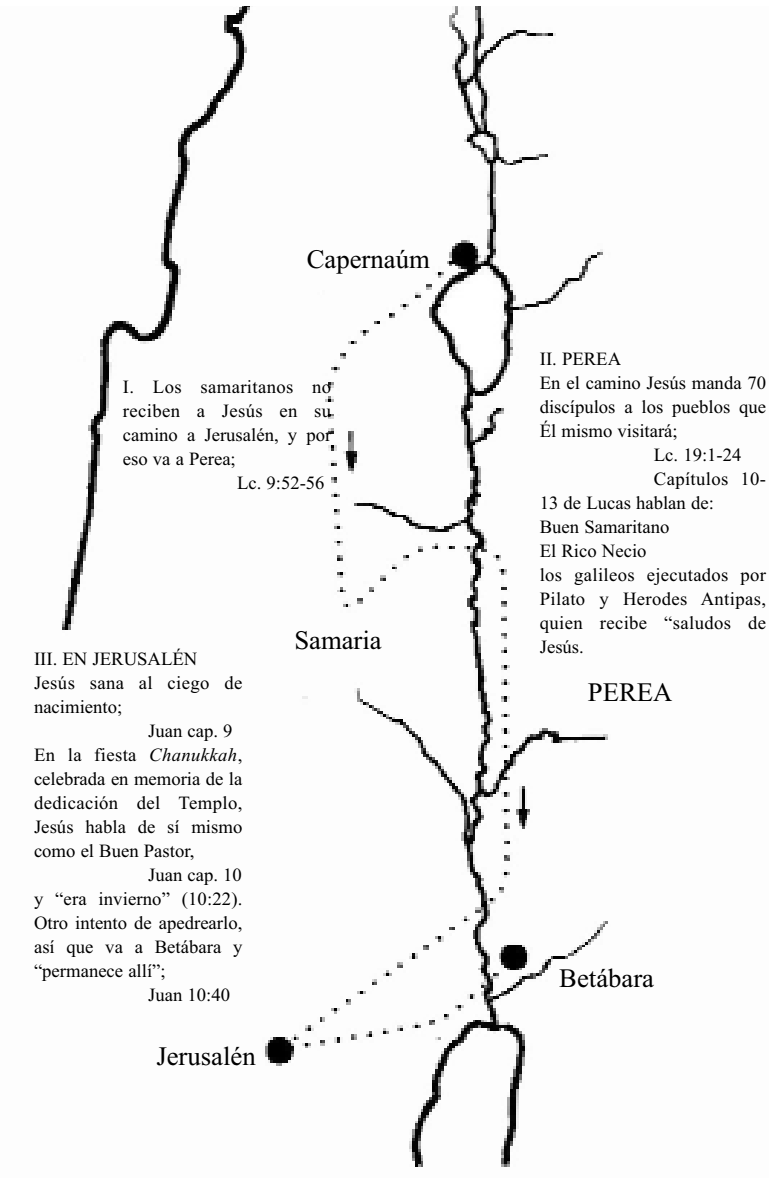 Capernaúm
I. Los samaritanos no
reciben a Jesús en su
camino a Jerusalén, y por
eso va a Perea;
Lc. 9:52-56
II. PEREA
En el camino Jesús manda 70
discípulos a los pueblos que
Él mismo visitará;
Lc. 19:1-24
Capítulos 10-
13 de Lucas hablan de:
Buen Samaritano
El Rico Necio
los galileos ejecutados por
Pilato y Herodes Antipas,
quien recibe “saludos de
Jesús.
Samaria
PEREA
III. EN JERUSALÉN
Jesús sana al ciego de
nacimiento;
Juan cap. 9
En la fiesta Chanukkah,
celebrada en memoria de la
dedicación del Templo,
Jesús habla de sí mismo
como el Buen Pastor,
Juan cap. 10
y “era invierno” (10:22).
Otro intento de apedrearlo,
así que va a Betábara y
“permanece allí”;
Juan 10:40
Betábara
Jerusalén